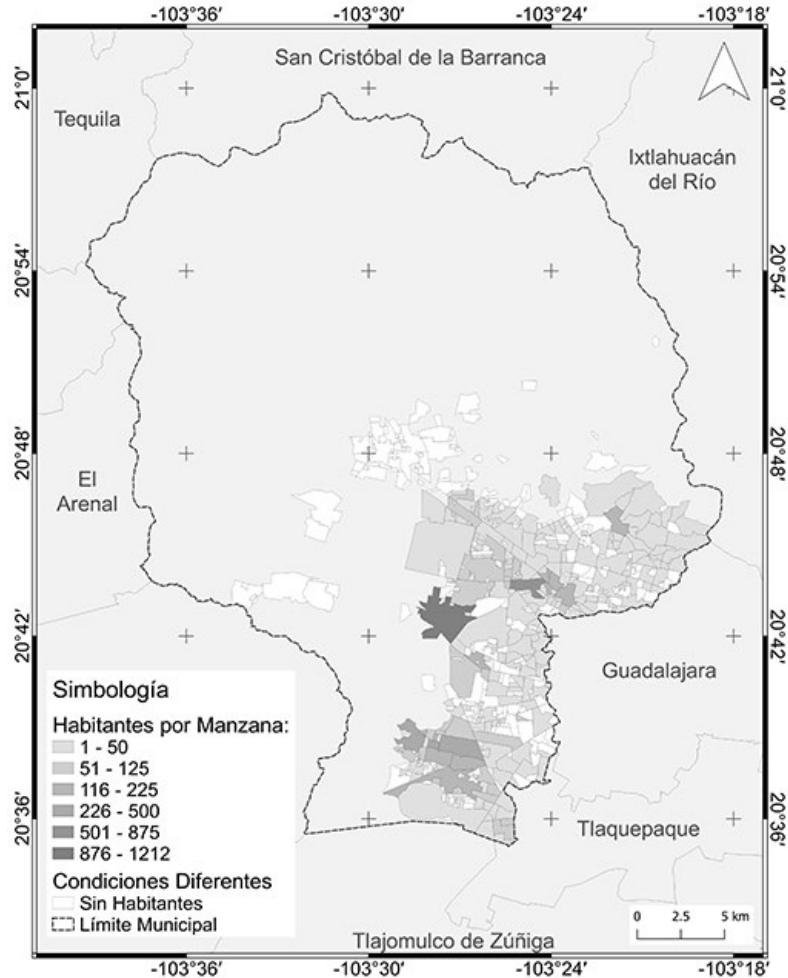 -103°36' -103°30' -103°24' -103°18'
San Cristóbal de la Barranca
21°0' 21°0'
Tequila
Ixtlahuacán
del Río
20°54' 20°54'
20°48' 20°48'
El
Arenal
20°42' 20°42'
Guadalajara
Simbología
Habitantes por Manzana:
1 - 50
51 - 125
116 - 225
226 - 500
501 - 875
876 - 1212
Condiciones Diferentes
Sin Habitantes
Límite Municipal
20°36' 20°36'
Tlaquepaque
0 2.5 5 km
Tlajomulco de Zúñiga
-103°36' -103°30' -103°24' -103°18'